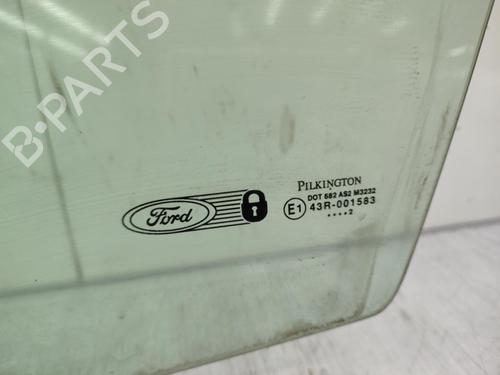 B-PARTS
PILKINGTON
DOT 682 AS2 M3232
E1 43R-001583
•••• 2
Ford